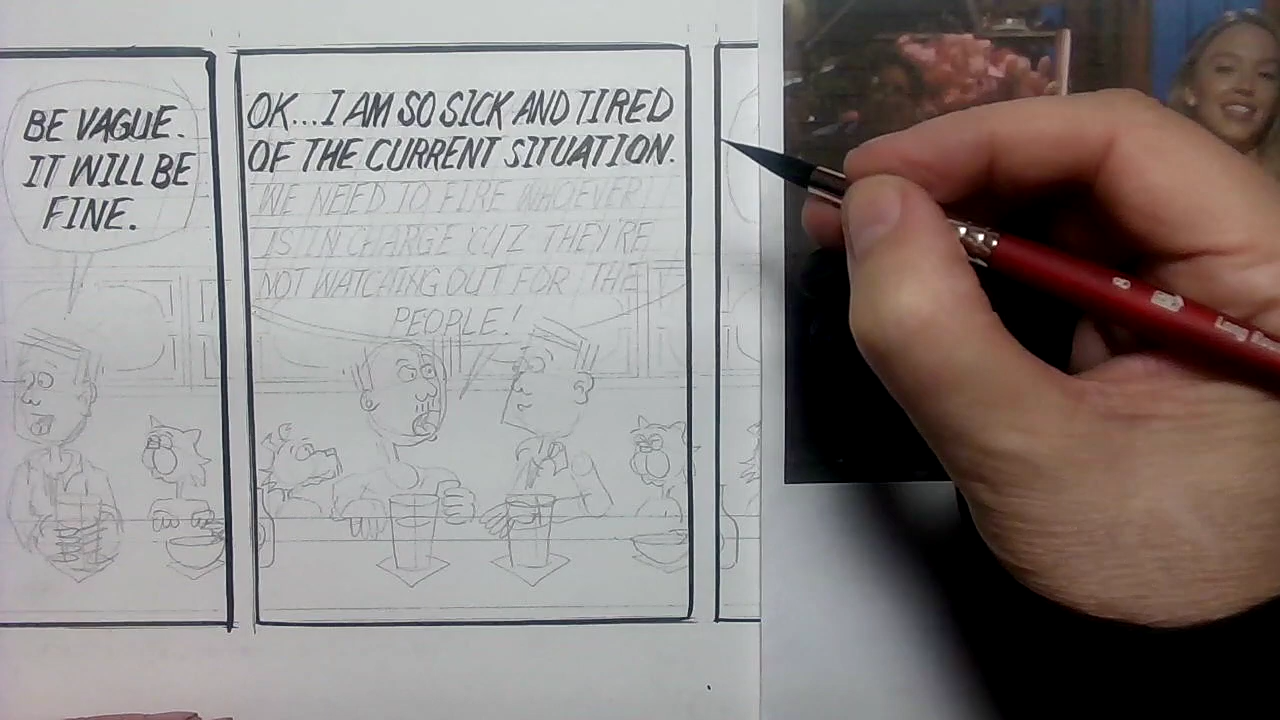 BE VAGUE.
IT WILL BE
FINE.
OK...I AM SO SICK AND TIRED
OF THE CURRENT SITUATION.
WE NEED TO FIRE WHOEVER
IS IN CHARGE CUZ THEY'RE
NOT WATCHING OUT FOR THE
PEOPLE!
8